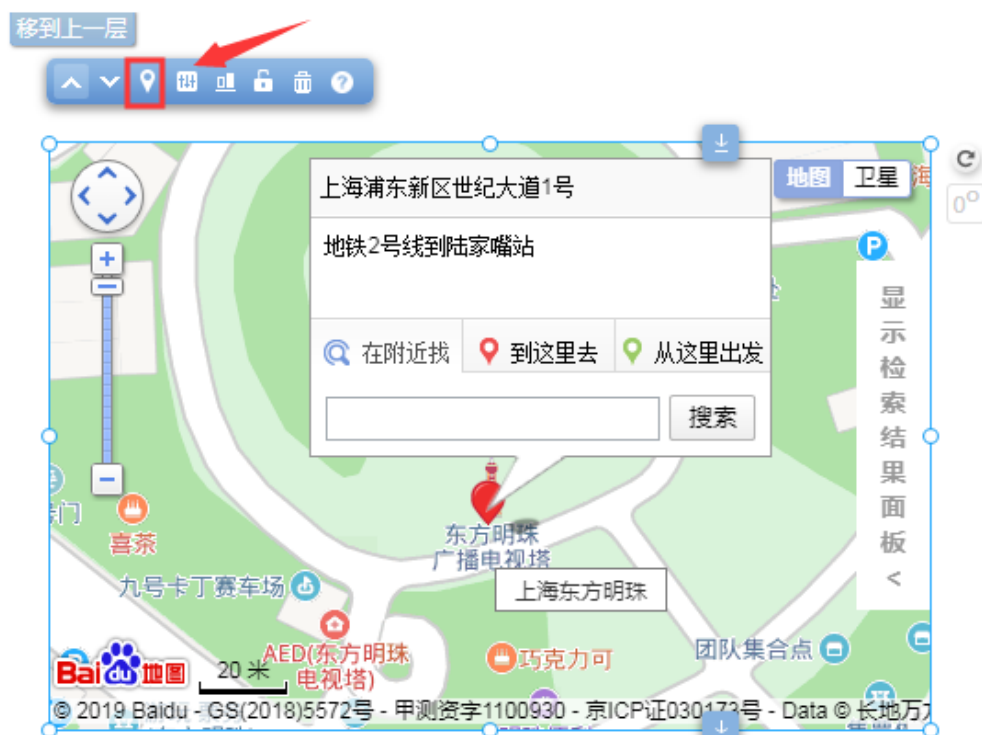 移到上一层
上海浦东新区世纪大道1号
地图
卫星
海
0°
地铁2号线到陆家嘴站
P
显示检索结果面板
<
在附近找
到这里去
从这里出发
搜索
门
喜茶
东方明珠
广播电视塔
九号卡丁赛车场
上海东方明珠
AED(东方明珠
电视塔)
巧克力可
团队集合点
Bai du 地图
20 米
© 2019 Baidu - GS(2018)5572号 - 甲测资字1100930 - 京ICP证030173号 - Data © 长地万